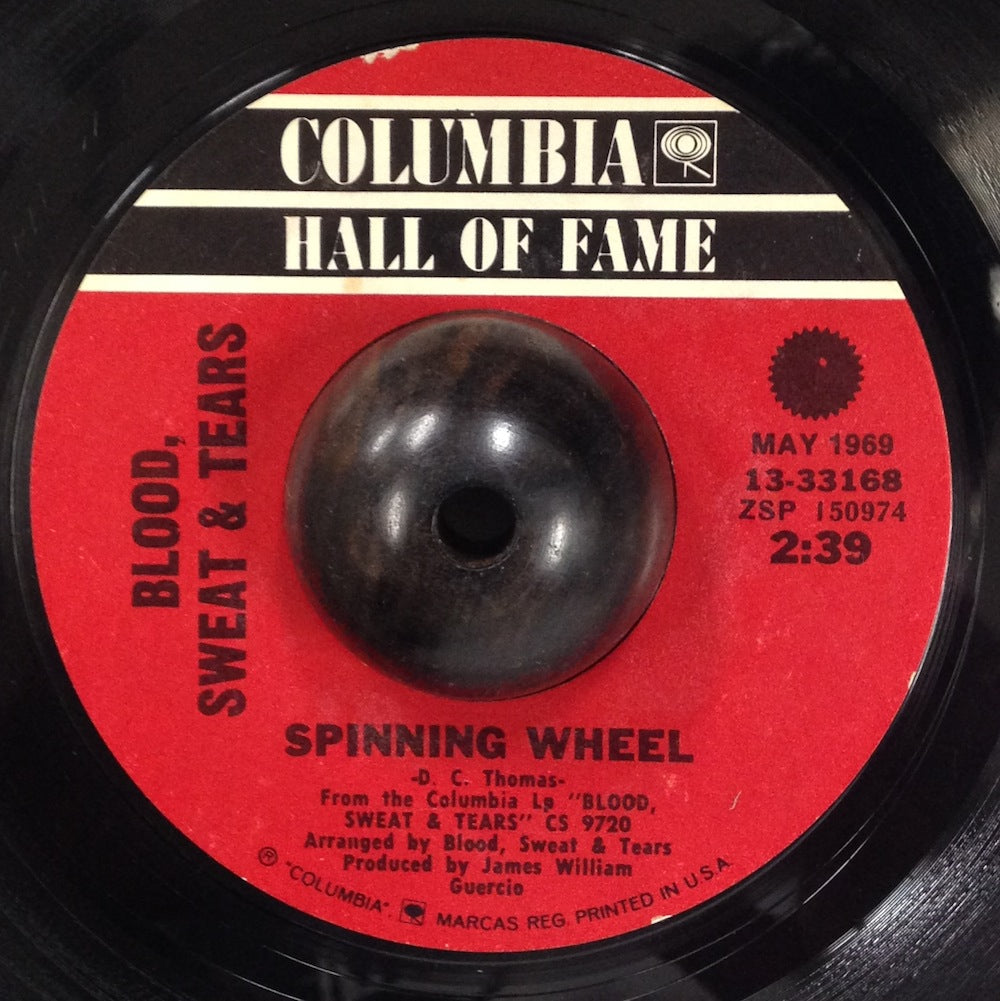 COLUMBIA
HALL OF FAME
BLOOD,
SWEAT & TEARS
MAY 1969
13-33168
ZSP 150974
2:39
SPINNING WHEEL
-D. C. Thomas-
From the Columbia Lp "BLOOD,
SWEAT & TEARS" CS 9720
Arranged by Blood, Sweat & Tears
Produced by James William
Guercio
® "COLUMBIA", MARCAS REG. PRINTED IN U.S.A.